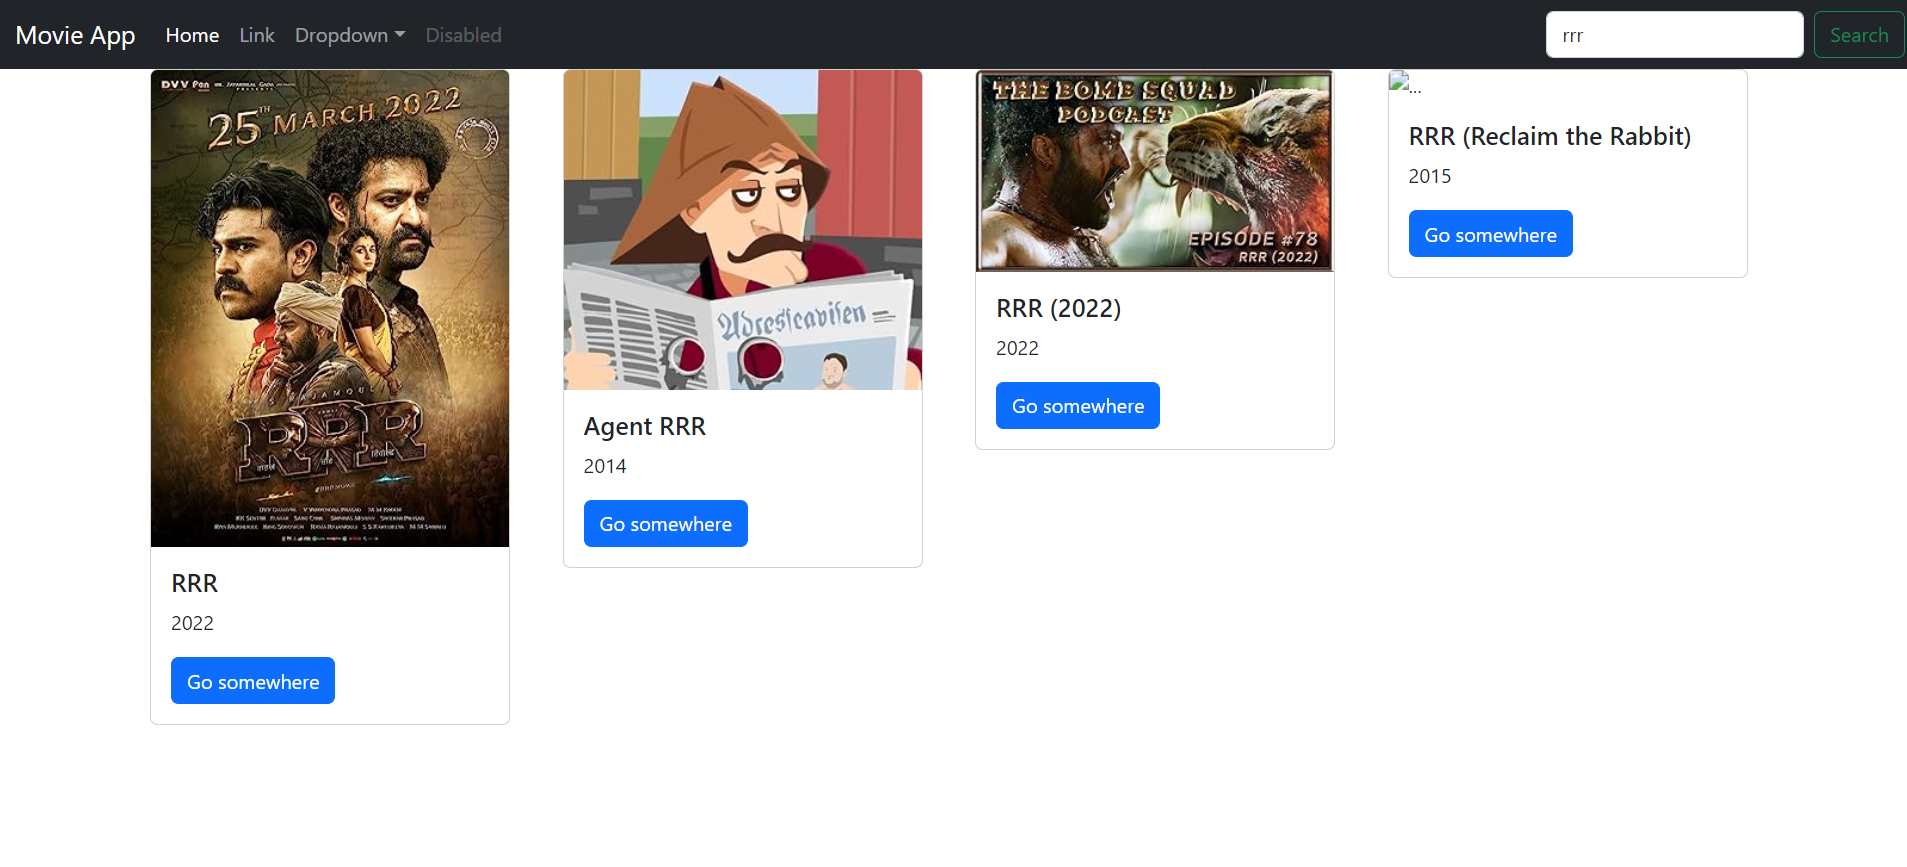 Movie App Home Link Dropdown Disabled rrr Search
DVV
25TH MARCH 2022
RRR
RRR
2022
Go somewhere
Adresscavisen
Agent RRR
2014
Go somewhere
THE BOMB SQUAD
PODCAST
EPISODE #78
RRR (2022)
RRR (2022)
2022
Go somewhere
...
RRR (Reclaim the Rabbit)
2015
Go somewhere